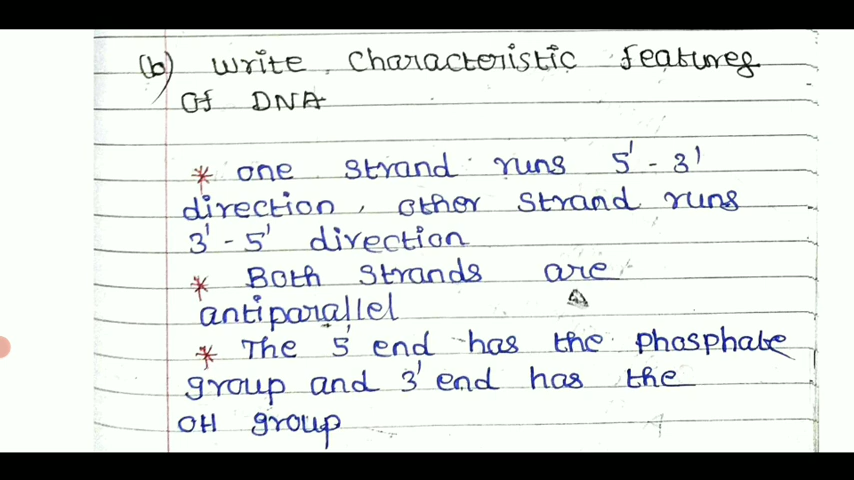 (b) Write characteristic features
Of DNA
* one strand runs 5' - 3'
direction, other strand runs
3' - 5' direction
* Both strands are
antiparallel
* The 5' end has the phosphate
group and 3' end has the
OH group